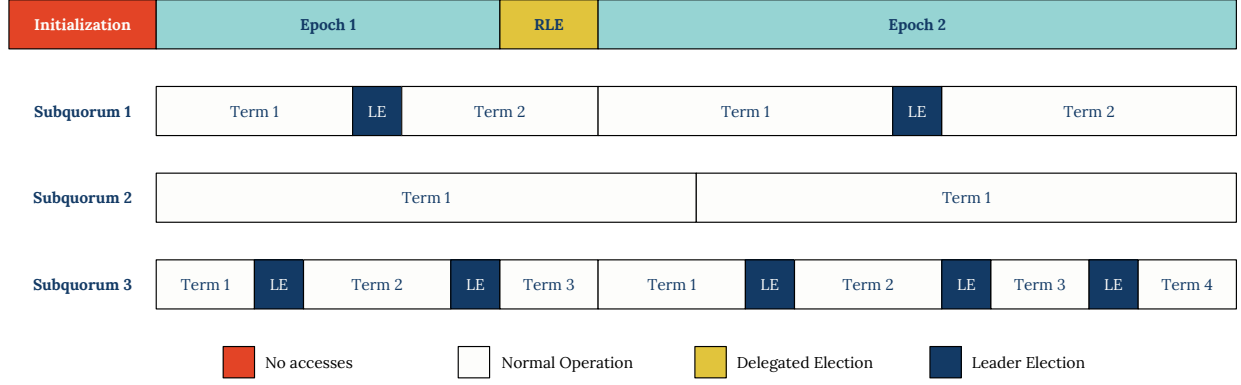 Initialization Epoch 1 RLE Epoch 2
Subquorum 1 Term 1 LE Term 2 Term 1 LE Term 2
Subquorum 2 Term 1 Term 1
Subquorum 3 Term 1 LE Term 2 LE Term 3 Term 1 LE Term 2 LE Term 3 LE Term 4
No accesses Normal Operation Delegated Election Leader Election